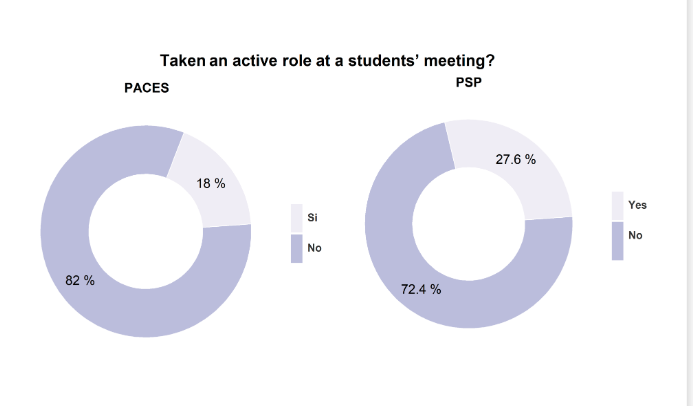 Taken an active role at a students’ meeting?
PACES
18 %
82 %
Si
No
PSP
27.6 %
72.4 %
Yes
No